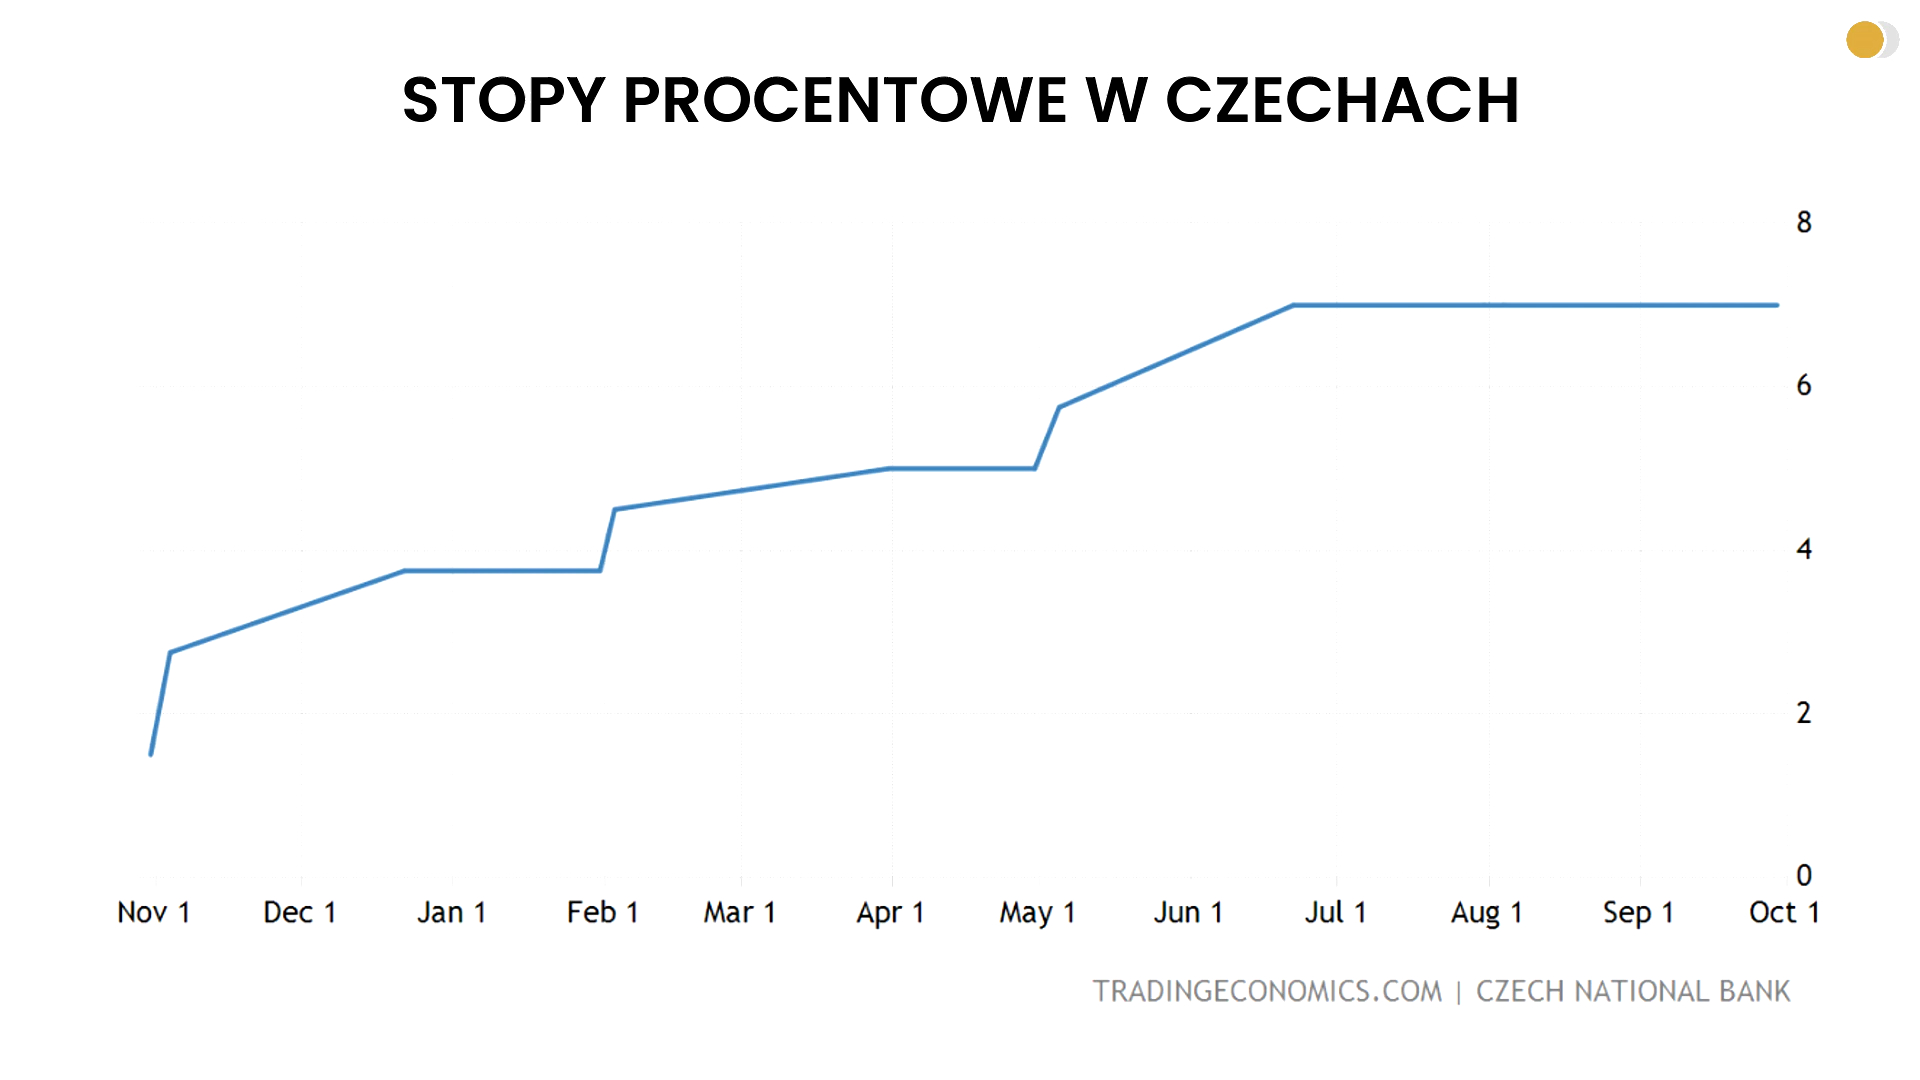 STOPY PROCENTOWE W CZECHACH
8
6
4
2
0
Nov 1 Dec 1 Jan 1 Feb 1 Mar 1 Apr 1 May 1 Jun 1 Jul 1 Aug 1 Sep 1 Oct 1
TRADINGECONOMICS.COM | CZECH NATIONAL BANK